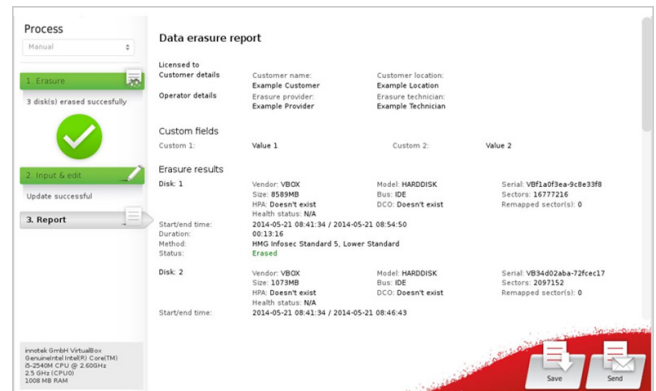 Process
Manual
1. Erasure
3 disk(s) erased succesfully
2. Input & edit
Update successful
3. Report
innotek GmbH VirtualBox
GenuineIntel Intel(R) Core(TM)
i5-2540M CPU @ 2.60GHz
2.5 GHz (CPU0)
1008 MB RAM
Data erasure report
Licensed to
Customer details Customer name: Customer location:
Example Customer Example Location
Operator details Erasure provider: Erasure technician:
Example Provider Example Technician
Custom fields
Custom 1: Value 1 Custom 2: Value 2
Erasure results
Disk: 1 Vendor: VBOX Model: HARDDISK Serial: VBf1a0f3ea-9c8e33f8
Size: 8589MB Bus: IDE Sectors: 16777216
HPA: Doesn't exist DCO: Doesn't exist Remapped sector(s): 0
Health status: N/A
Start/end time: 2014-05-21 08:41:34 / 2014-05-21 08:54:50
Duration: 00:13:16
Method: HMG Infosec Standard 5, Lower Standard
Status: Erased
Disk: 2 Vendor: VBOX Model: HARDDISK Serial: VB34d02aba-72fcec17
Size: 1073MB Bus: IDE Sectors: 2097152
HPA: Doesn't exist DCO: Doesn't exist Remapped sector(s): 0
Health status: N/A
Start/end time: 2014-05-21 08:41:34 / 2014-05-21 08:46:43
Save
Send